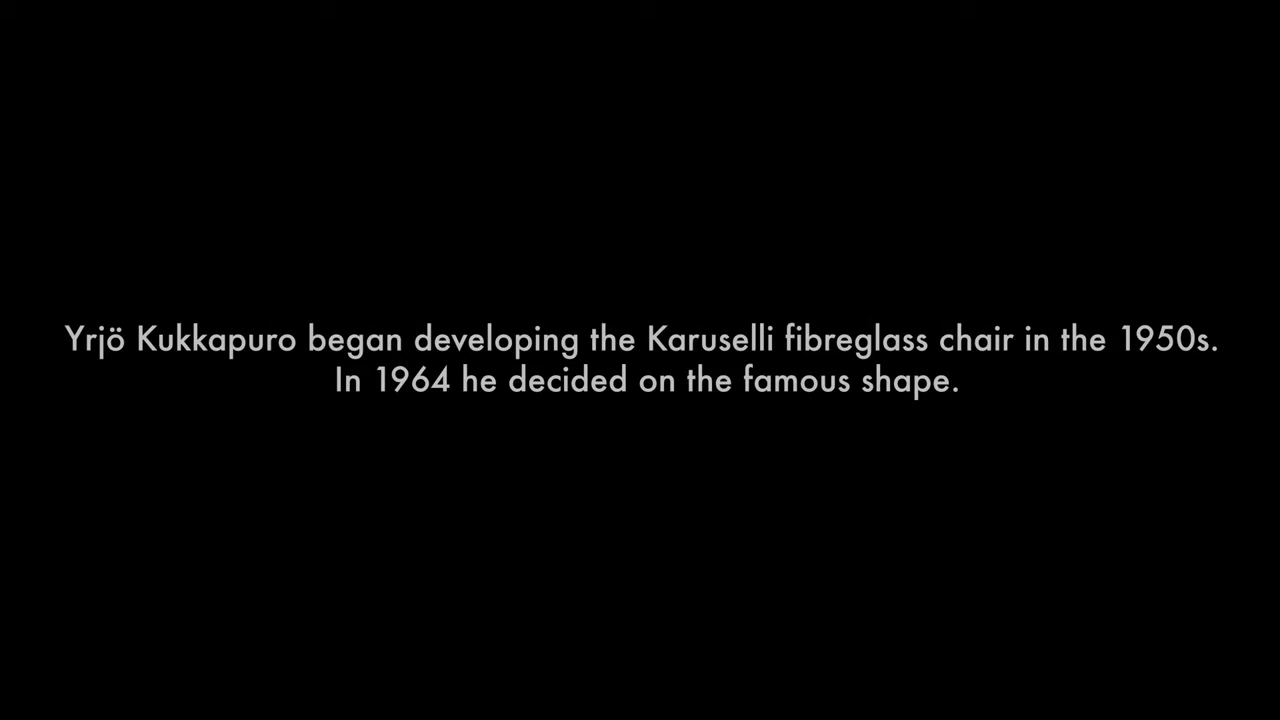 Yrjö Kukkapuro began developing the Karuselli fibreglass chair in the 1950s.
In 1964 he decided on the famous shape.